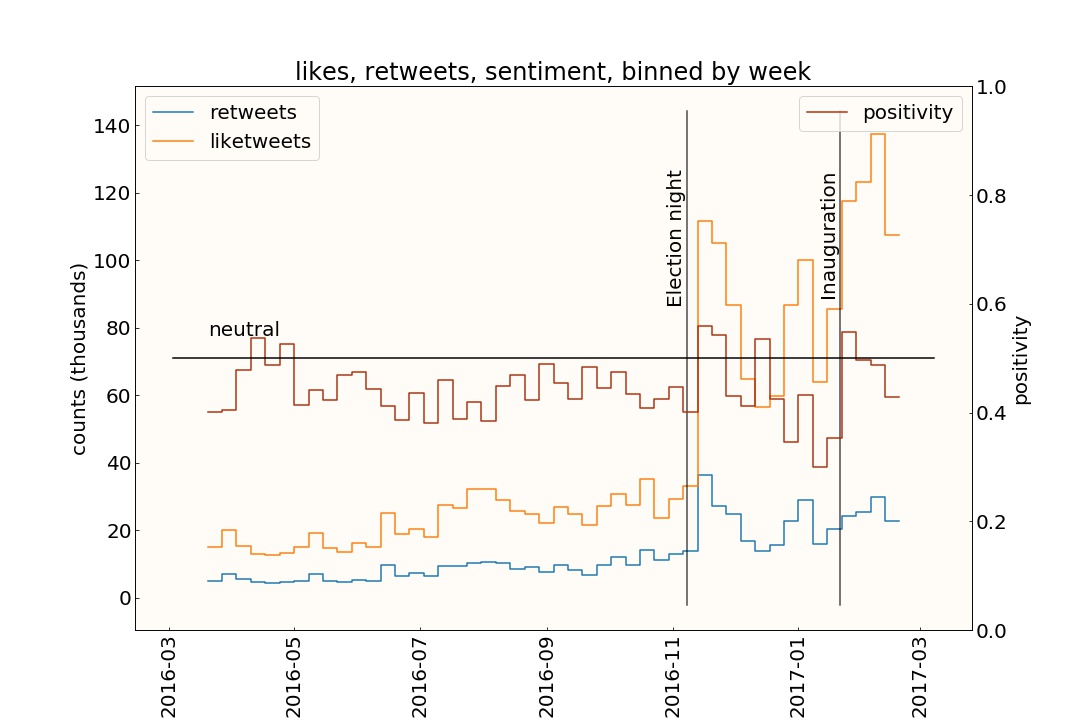 likes, retweets, sentiment, binned by week
retweets
liketweets
positivity
neutral
Election night
Inauguration
counts (thousands)
140
120
100
80
60
40
20
0
positivity
1.0
0.8
0.6
0.4
0.2
0.0
2016-03
2016-05
2016-07
2016-09
2016-11
2017-01
2017-03